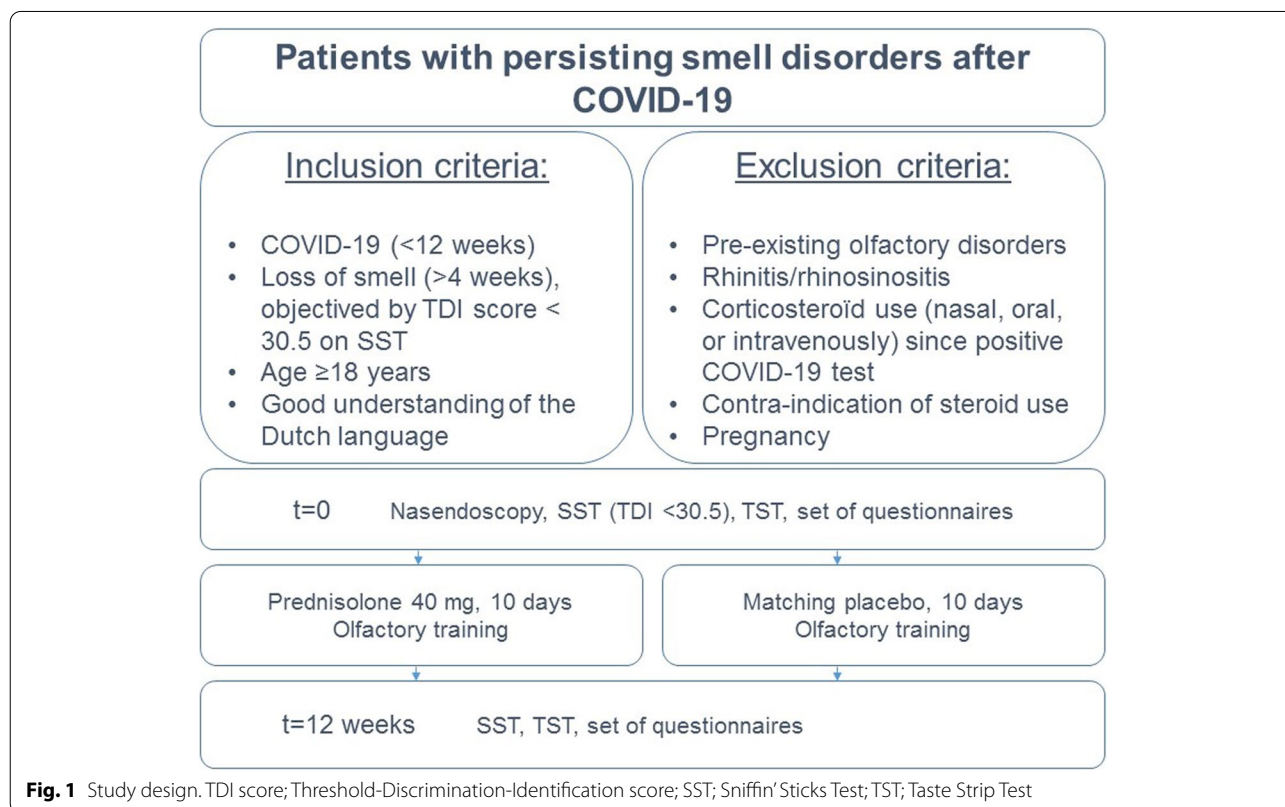 Patients with persisting smell disorders after
COVID-19
Inclusion criteria:
• COVID-19 (<12 weeks)
• Loss of smell (>4 weeks),
objectived by TDI score <
30.5 on SST
• Age ≥18 years
• Good understanding of the
Dutch language
Exclusion criteria:
• Pre-existing olfactory disorders
• Rhinitis/rhinosinositis
• Corticosteroïd use (nasal, oral,
or intravenously) since positive
COVID-19 test
• Contra-indication of steroid use
• Pregnancy
t=0 Nasendoscopy, SST (TDI <30.5), TST, set of questionnaires
Prednisolone 40 mg, 10 days
Olfactory training
Matching placebo, 10 days
Olfactory training
t=12 weeks SST, TST, set of questionnaires
Fig. 1 Study design. TDI score; Threshold-Discrimination-Identification score; SST; Sniffin' Sticks Test; TST; Taste Strip Test